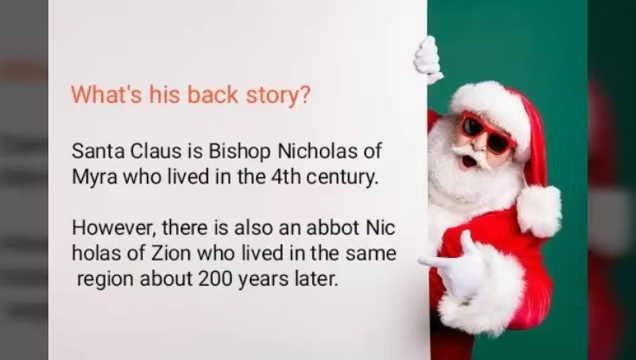 What's his back story?
Santa Claus is Bishop Nicholas of
Myra who lived in the 4th century.
However, there is also an abbot Nic
holas of Zion who lived in the same
region about 200 years later.